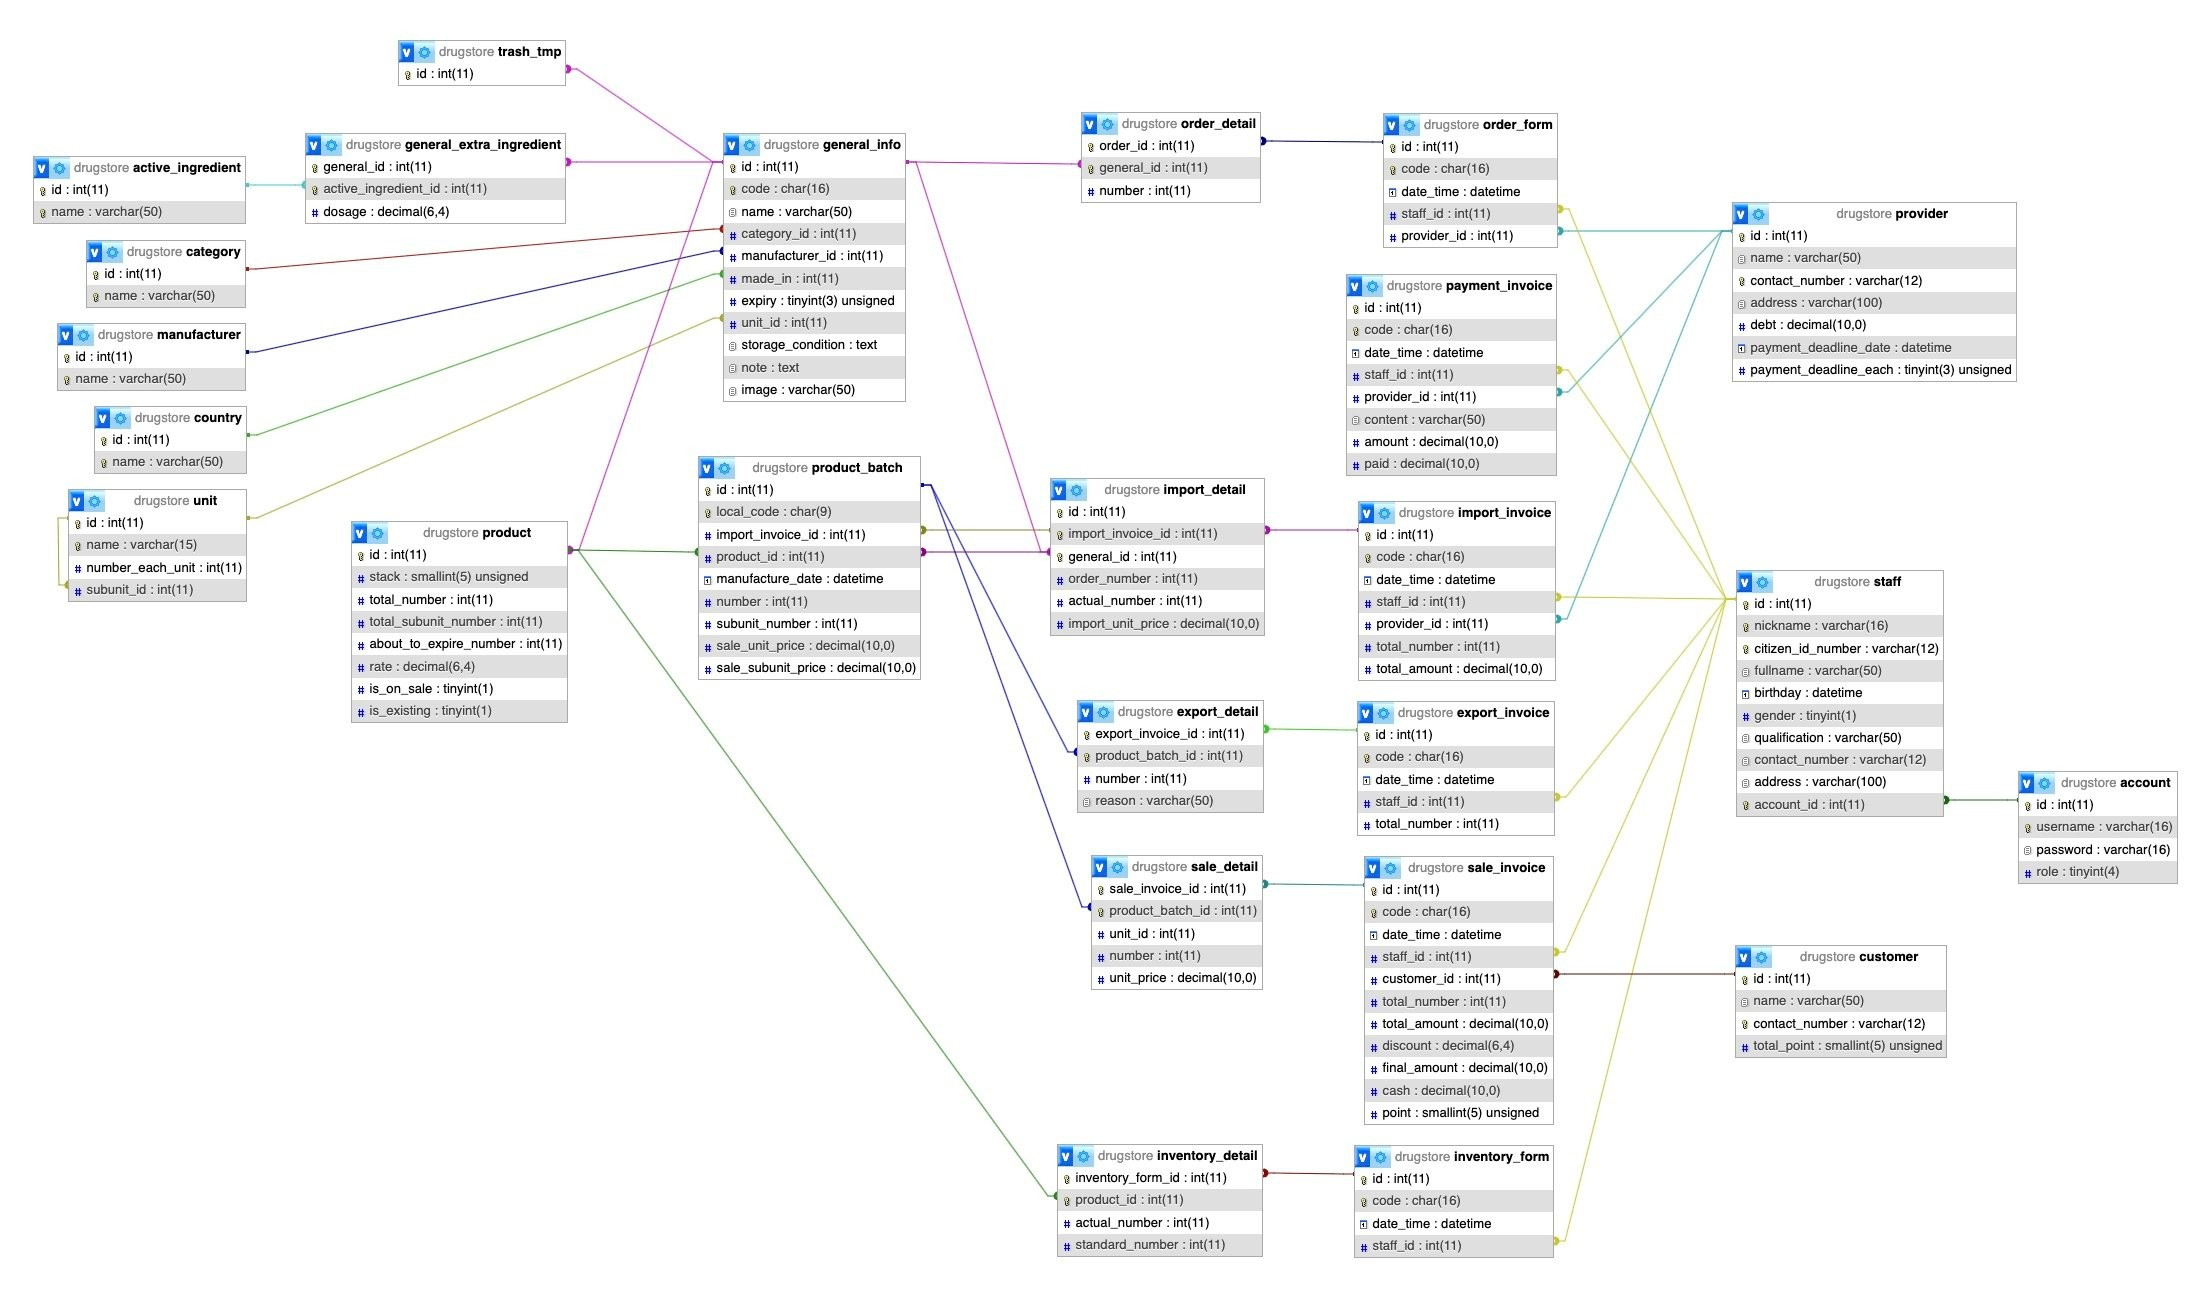 drugstore trash_tmp
id : int(11)
drugstore active_ingredient
id : int(11)
name : varchar(50)
drugstore general_extra_ingredient
general_id : int(11)
active_ingredient_id : int(11)
dosage : decimal(6,4)
drugstore category
id : int(11)
name : varchar(50)
drugstore manufacturer
id : int(11)
name : varchar(50)
drugstore country
id : int(11)
name : varchar(50)
drugstore unit
id : int(11)
name : varchar(15)
number_each_unit : int(11)
subunit_id : int(11)
drugstore product
id : int(11)
stack : smallint(5) unsigned
total_number : int(11)
total_subunit_number : int(11)
about_to_expire_number : int(11)
rate : decimal(6,4)
is_on_sale : tinyint(1)
is_existing : tinyint(1)
drugstore general_info
id : int(11)
code : char(16)
name : varchar(50)
category_id : int(11)
manufacturer_id : int(11)
made_in : int(11)
expiry : tinyint(3) unsigned
unit_id : int(11)
storage_condition : text
note : text
image : varchar(50)
drugstore product_batch
id : int(11)
local_code : char(9)
import_invoice_id : int(11)
product_id : int(11)
manufacture_date : datetime
number : int(11)
subunit_number : int(11)
sale_unit_price : decimal(10,0)
sale_subunit_price : decimal(10,0)
drugstore order_detail
order_id : int(11)
general_id : int(11)
number : int(11)
drugstore import_detail
id : int(11)
import_invoice_id : int(11)
general_id : int(11)
order_number : int(11)
actual_number : int(11)
import_unit_price : decimal(10,0)
drugstore export_detail
export_invoice_id : int(11)
product_batch_id : int(11)
number : int(11)
reason : varchar(50)
drugstore sale_detail
sale_invoice_id : int(11)
product_batch_id : int(11)
unit_id : int(11)
number : int(11)
unit_price : decimal(10,0)
drugstore inventory_detail
inventory_form_id : int(11)
product_id : int(11)
actual_number : int(11)
standard_number : int(11)
drugstore order_form
id : int(11)
code : char(16)
date_time : datetime
staff_id : int(11)
provider_id : int(11)
drugstore payment_invoice
id : int(11)
code : char(16)
date_time : datetime
staff_id : int(11)
provider_id : int(11)
content : varchar(50)
amount : decimal(10,0)
paid : decimal(10,0)
drugstore import_invoice
id : int(11)
code : char(16)
date_time : datetime
staff_id : int(11)
provider_id : int(11)
total_number : int(11)
total_amount : decimal(10,0)
drugstore export_invoice
id : int(11)
code : char(16)
date_time : datetime
staff_id : int(11)
total_number : int(11)
drugstore sale_invoice
id : int(11)
code : char(16)
date_time : datetime
staff_id : int(11)
customer_id : int(11)
total_number : int(11)
total_amount : decimal(10,0)
discount : decimal(6,4)
final_amount : decimal(10,0)
cash : decimal(10,0)
point : smallint(5) unsigned
drugstore inventory_form
id : int(11)
code : char(16)
date_time : datetime
staff_id : int(11)
drugstore provider
id : int(11)
name : varchar(50)
contact_number : varchar(12)
address : varchar(100)
debt : decimal(10,0)
payment_deadline_date : datetime
payment_deadline_each : tinyint(3) unsigned
drugstore staff
id : int(11)
nickname : varchar(16)
citizen_id_number : varchar(12)
fullname : varchar(50)
birthday : datetime
gender : tinyint(1)
qualification : varchar(50)
contact_number : varchar(12)
address : varchar(100)
account_id : int(11)
drugstore account
id : int(11)
username : varchar(16)
password : varchar(16)
role : tinyint(4)
drugstore customer
id : int(11)
name : varchar(50)
contact_number : varchar(12)
total_point : smallint(5) unsigned